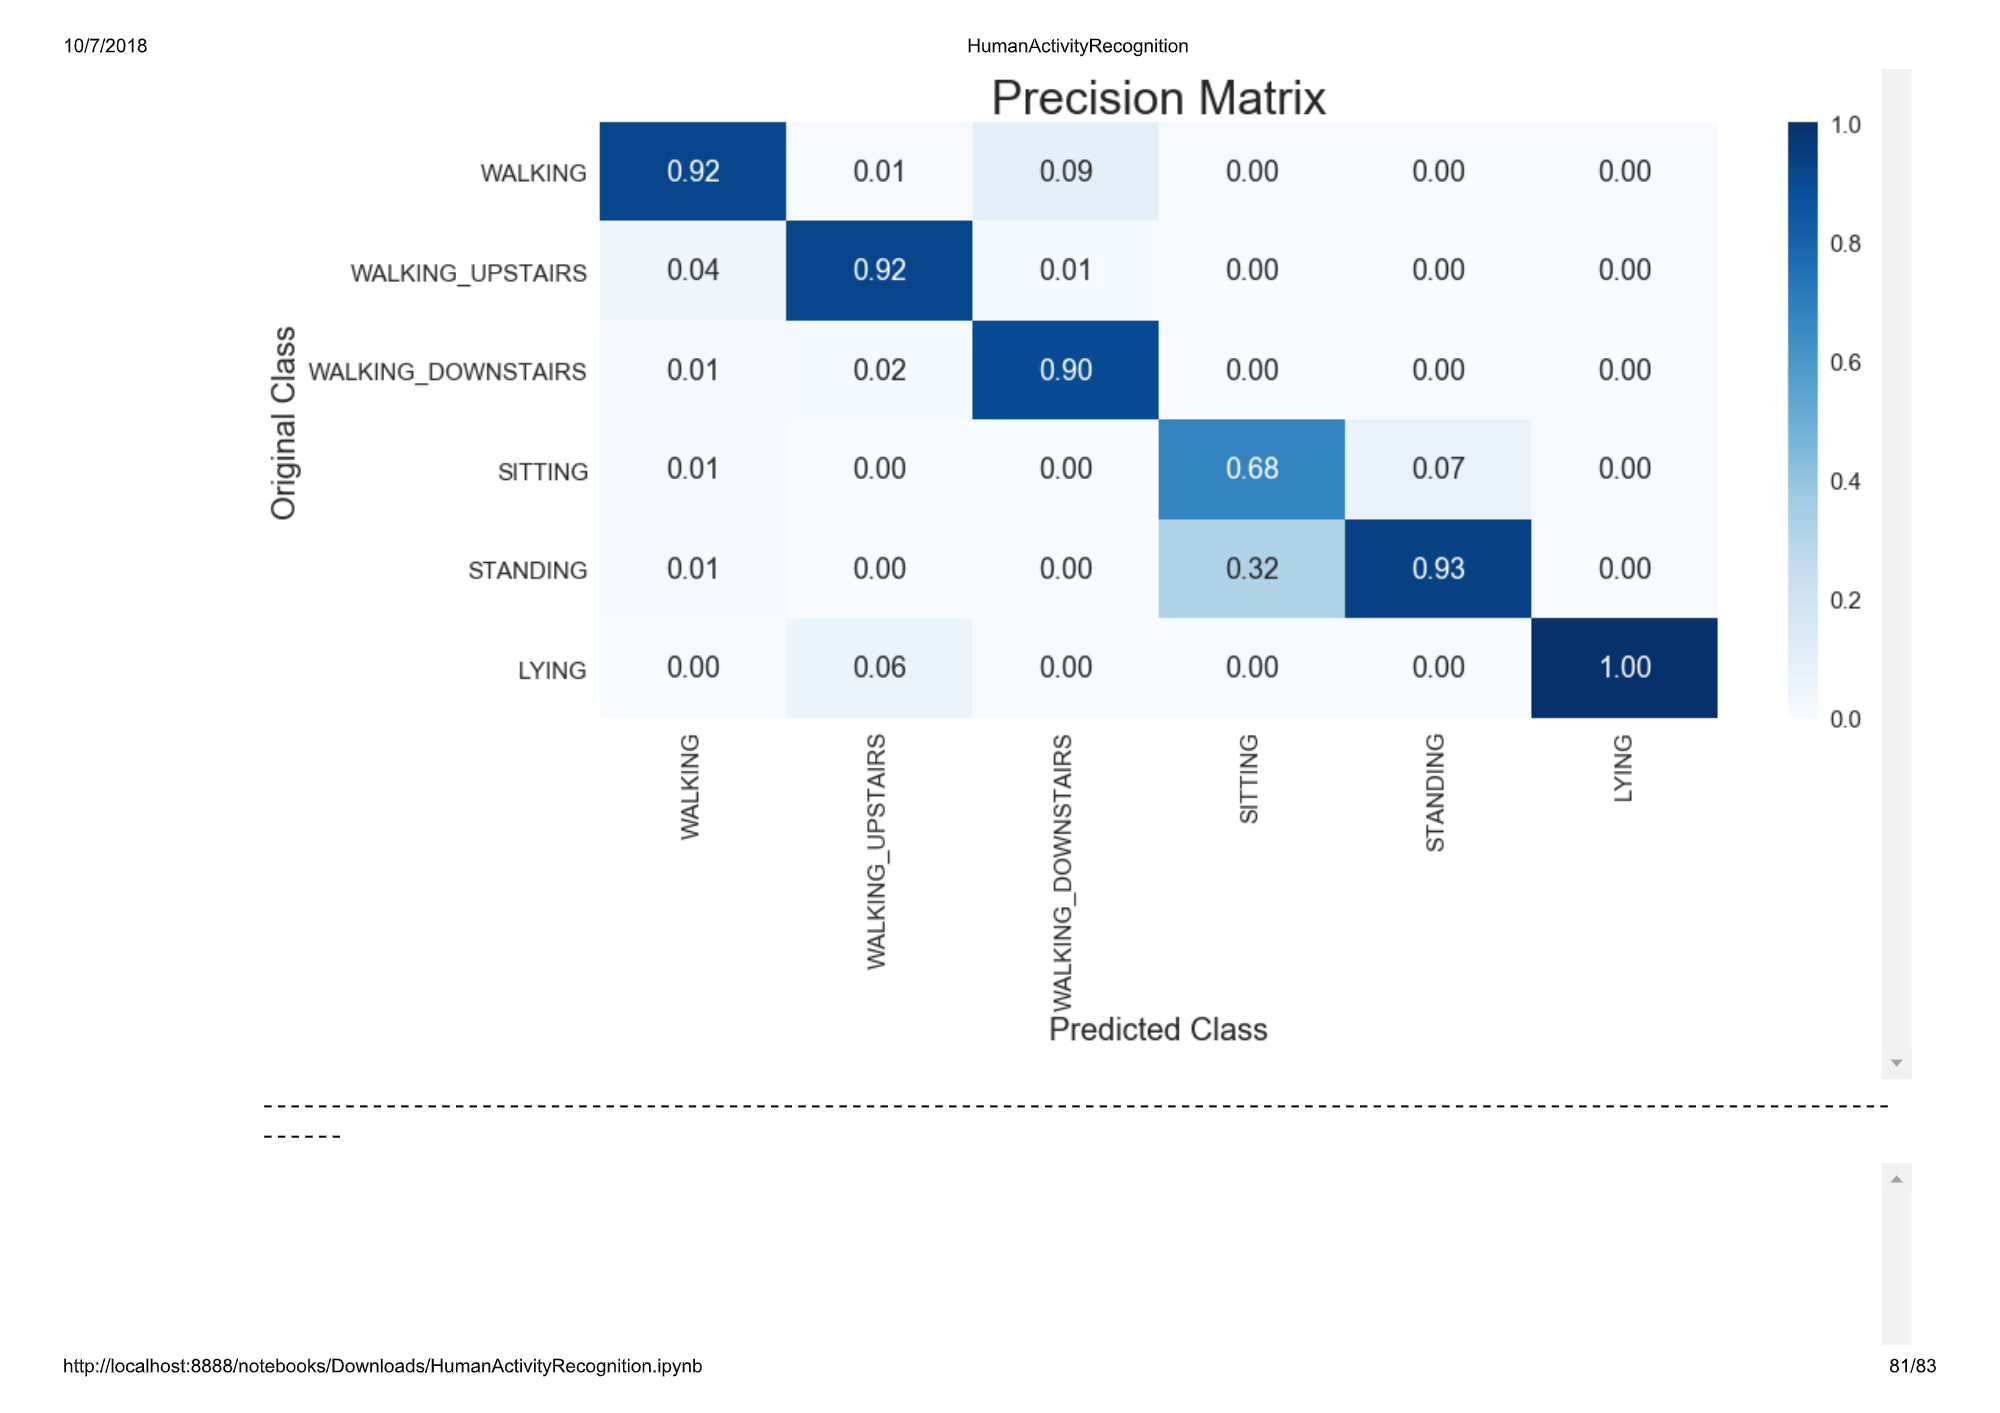 10/7/2018 HumanActivityRecognition
Precision Matrix
WALKING 0.92 0.01 0.09 0.00 0.00 0.00
WALKING_UPSTAIRS 0.04 0.92 0.01 0.00 0.00 0.00
WALKING_DOWNSTAIRS 0.01 0.02 0.90 0.00 0.00 0.00
SITTING 0.01 0.00 0.00 0.68 0.07 0.00
STANDING 0.01 0.00 0.00 0.32 0.93 0.00
LYING 0.00 0.06 0.00 0.00 0.00 1.00
Original Class
1.0
0.8
0.6
0.4
0.2
0.0
WALKING
WALKING_UPSTAIRS
WALKING_DOWNSTAIRS
SITTING
STANDING
LYING
Predicted Class
http://localhost:8888/notebooks/Downloads/HumanActivityRecognition.ipynb 81/83